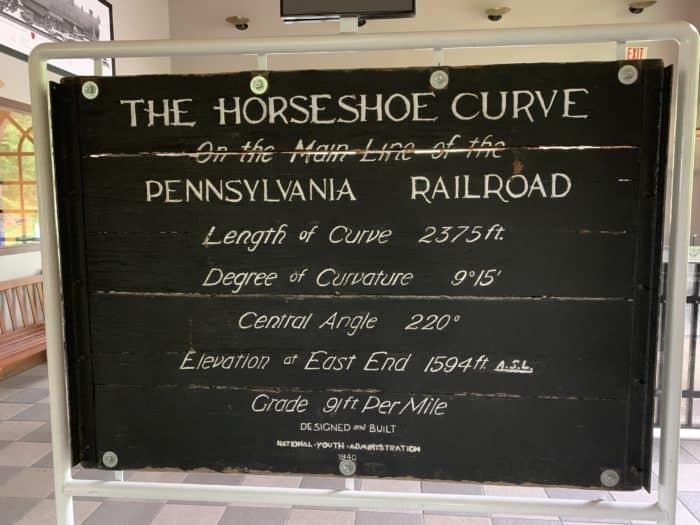 EXIT
THE HORSESHOE CURVE
On the Main Line of the
PENNSYLVANIA RAILROAD
Length of Curve 2375 ft.
Degree of Curvature 9°15'
Central Angle 220°
Elevation at East End 1594 ft. A.S.L.
Grade 91 ft Per Mile
DESIGNED and BUILT
NATIONAL·YOUTH·ADMINISTRATION
1940